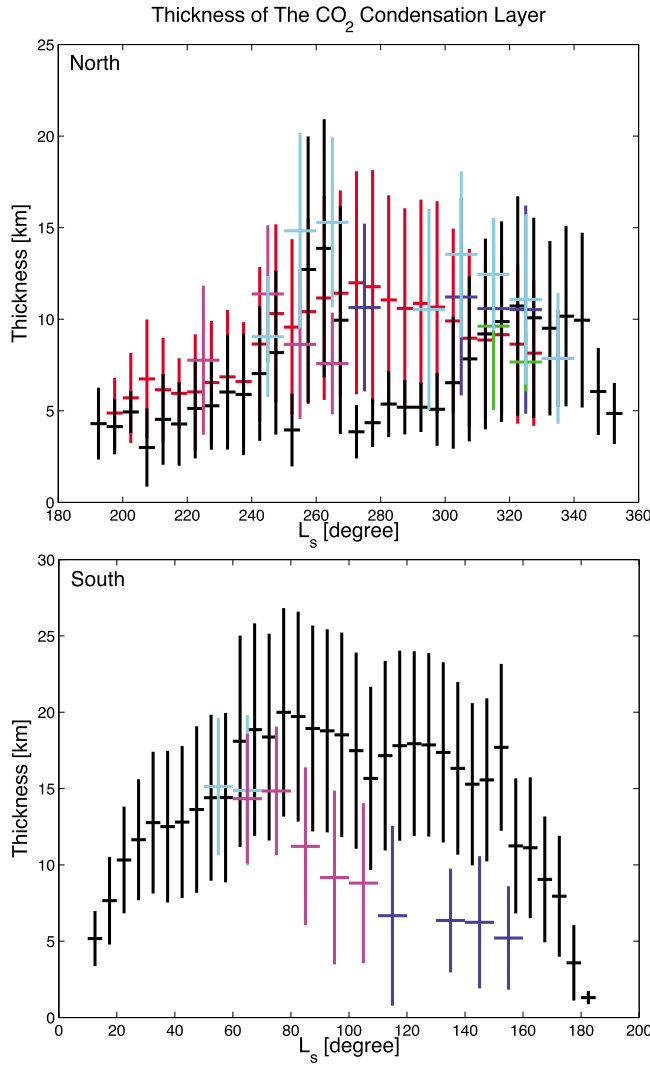 Thickness of The CO2 Condensation Layer
North
Thickness [km]
25
20
15
10
5
0
180 200 220 240 260 280 300 320 340 360
Ls [degree]
South
Thickness [km]
30
25
20
15
10
5
0
0 20 40 60 80 100 120 140 160 180 200
Ls [degree]